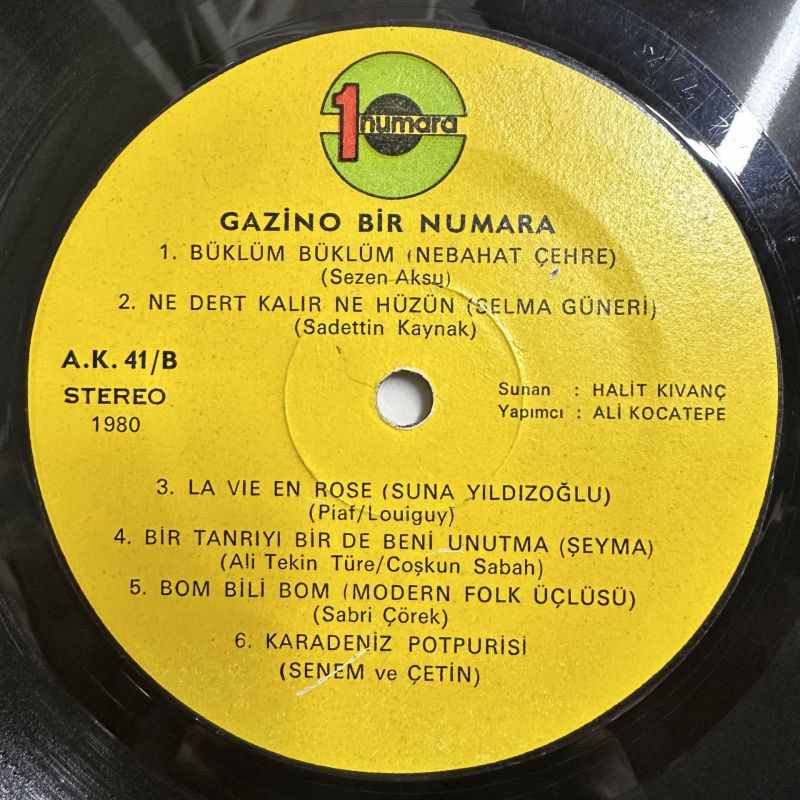 1 numara
GAZİNO BİR NUMARA
1. BÜKLÜM BÜKLÜM (NEBAHAT ÇEHRE)
(Sezen Aksu)
2. NE DERT KALIR NE HÜZÜN (SELMA GÜNERİ)
(Sadettin Kaynak)
A.K. 41/B
STEREO
1980
Sunan : HALİT KIVANÇ
Yapımcı : ALİ KOCATEPE
3. LA VIE EN ROSE (SUNA YILDIZOĞLU)
(Piaf/Louiguy)
4. BİR TANRIYI BİR DE BENİ UNUTMA (ŞEYMA)
(Ali Tekin Türe/Coşkun Sabah)
5. BOM BİLİ BOM (MODERN FOLK ÜÇLÜSÜ)
(Sabri Çörek)
6. KARADENİZ POTPURİSİ
(SENEM ve ÇETİN)